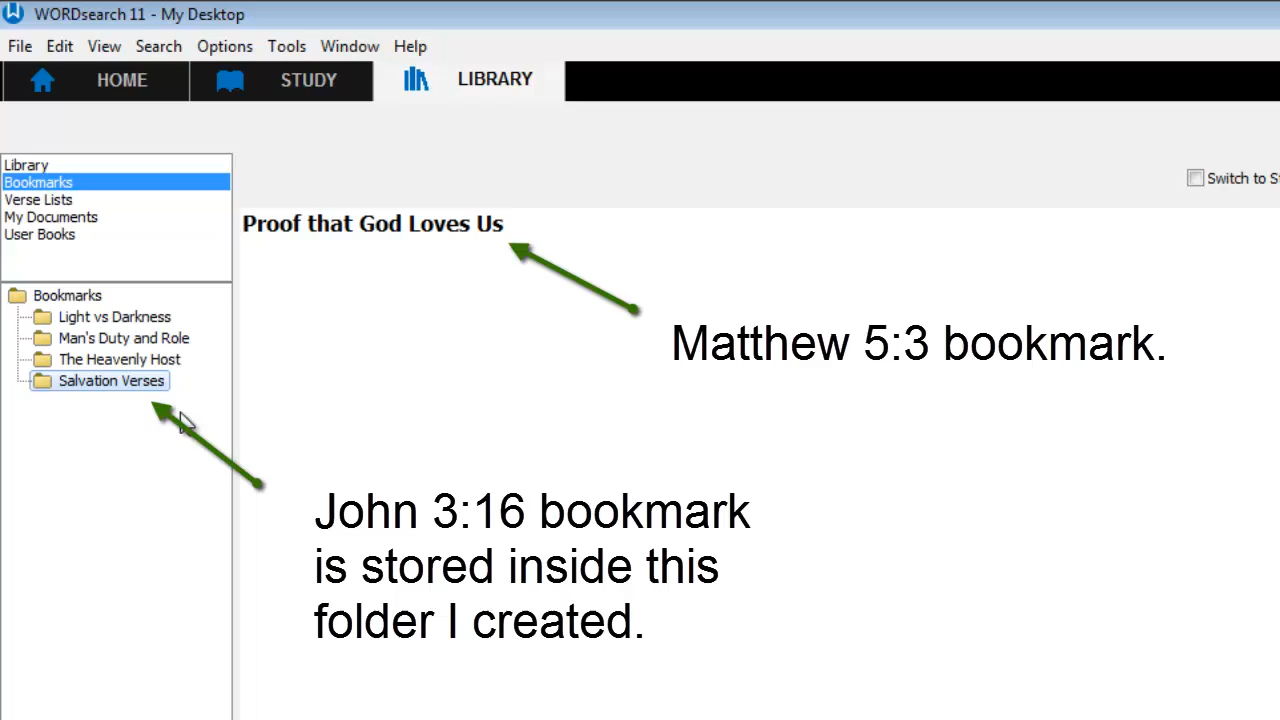 WORDsearch 11 - My Desktop
File Edit View Search Options Tools Window Help
HOME STUDY LIBRARY
Library
Bookmarks
Verse Lists
My Documents
User Books
Switch to
Proof that God Loves Us
Bookmarks
Light vs Darkness
Man's Duty and Role
The Heavenly Host
Salvation Verses
Matthew 5:3 bookmark.
John 3:16 bookmark
is stored inside this
folder I created.